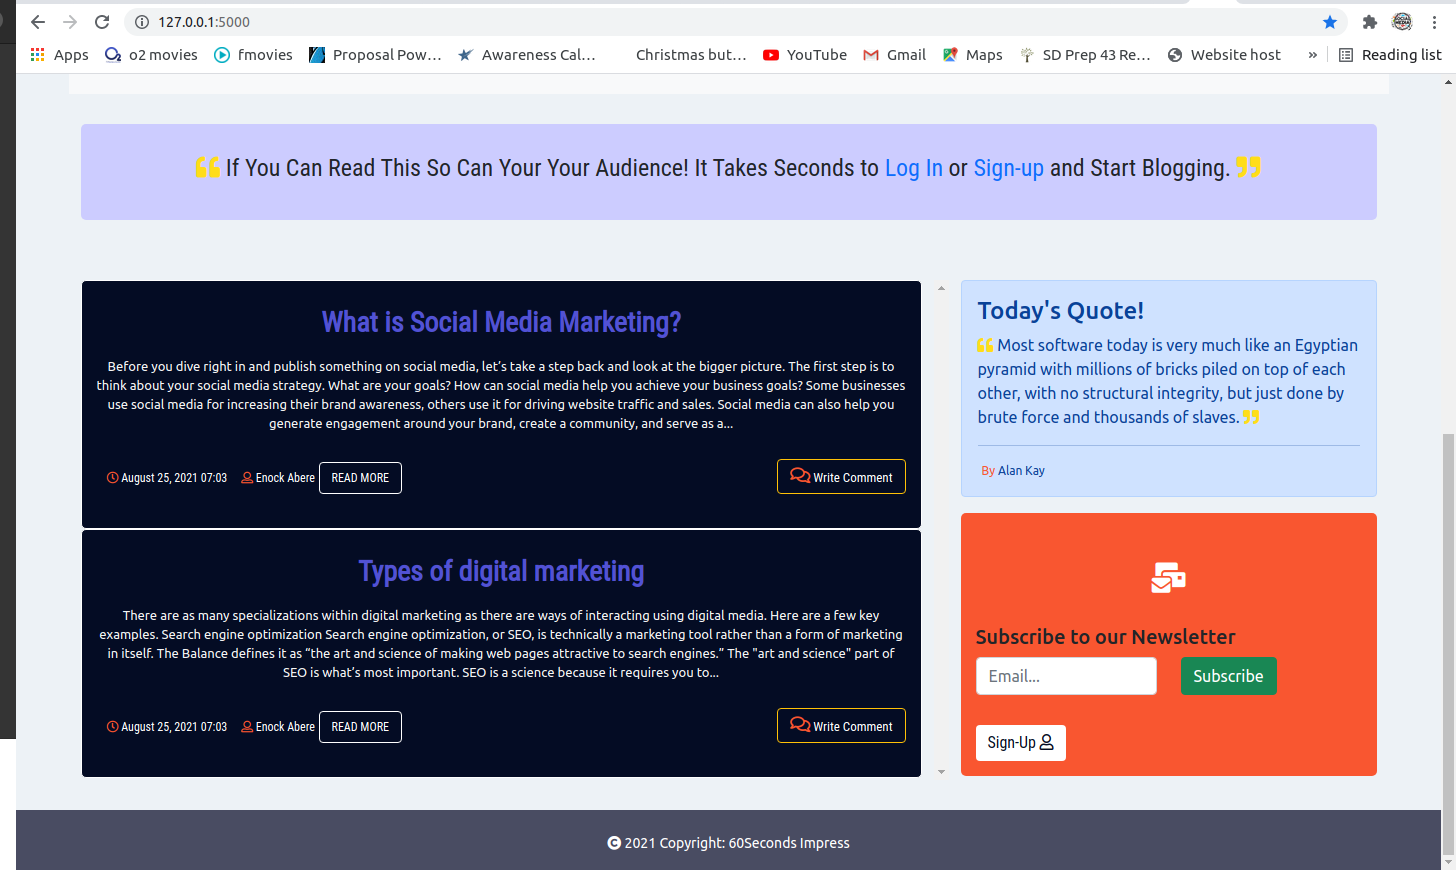 127.0.0.1:5000
Apps o2 movies fmovies Proposal Pow... Awareness Cal... Christmas but... YouTube Gmail Maps SD Prep 43 Re... Website host » Reading list
If You Can Read This So Can Your Your Audience! It Takes Seconds to Log In or Sign-up and Start Blogging.
What is Social Media Marketing?
Before you dive right in and publish something on social media, let’s take a step back and look at the bigger picture. The first step is to
think about your social media strategy. What are your goals? How can social media help you achieve your business goals? Some businesses
use social media for increasing their brand awareness, others use it for driving website traffic and sales. Social media can also help you
generate engagement around your brand, create a community, and serve as a...
August 25, 2021 07:03 Enock Abere READ MORE Write Comment
Types of digital marketing
There are as many specializations within digital marketing as there are ways of interacting using digital media. Here are a few key
examples. Search engine optimization Search engine optimization, or SEO, is technically a marketing tool rather than a form of marketing
in itself. The Balance defines it as “the art and science of making web pages attractive to search engines.” The "art and science" part of
SEO is what’s most important. SEO is a science because it requires you to...
August 25, 2021 07:03 Enock Abere READ MORE Write Comment
Today's Quote!
Most software today is very much like an Egyptian
pyramid with millions of bricks piled on top of each
other, with no structural integrity, but just done by
brute force and thousands of slaves.
By Alan Kay
Subscribe to our Newsletter
Email... Subscribe
Sign-Up
© 2021 Copyright: 60Seconds Impress